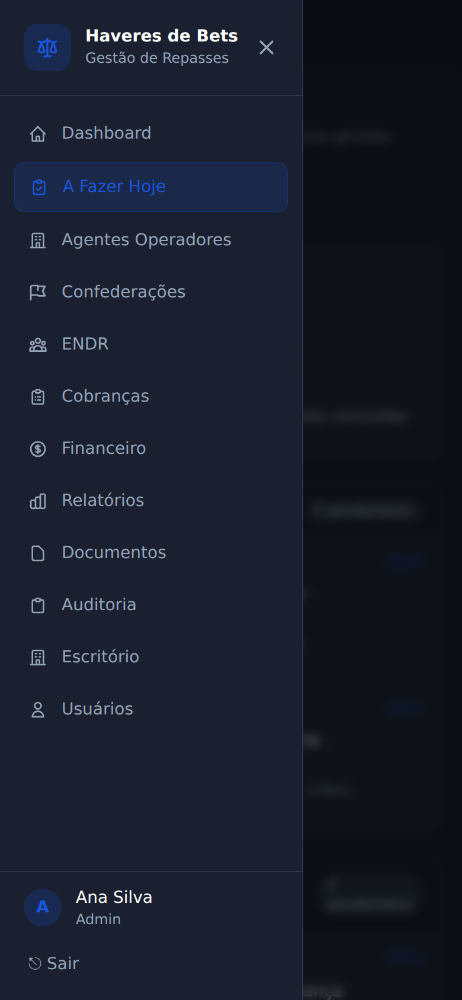 Haveres de Bets
Gestão de Repasses
Dashboard
A Fazer Hoje
Agentes Operadores
Confederações
ENDR
Cobranças
Financeiro
Relatórios
Documentos
Auditoria
Escritório
Usuários
A
Ana Silva
Admin
Sair